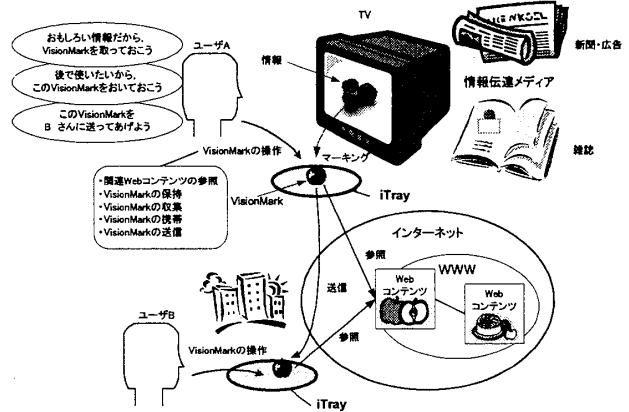 おもしろい情報だから,
VisionMarkを取っておこう
後で使いたいから,
このVisionMarkをおいておこう
このVisionMarkを
B さんに送ってあげよう
ユーザA
TV
情報
新聞・広告
情報伝達メディア
雑誌
VisionMarkの操作
マーキング
・関連Webコンテンツの参照
・VisionMarkの保持
・VisionMarkの収集
・VisionMarkの携帯
・VisionMarkの送信
VisionMark
iTray
インターネット
参照
WWW
送信
Web
コンテンツ
Web
コンテンツ
参照
ユーザB
VisionMarkの操作
iTray